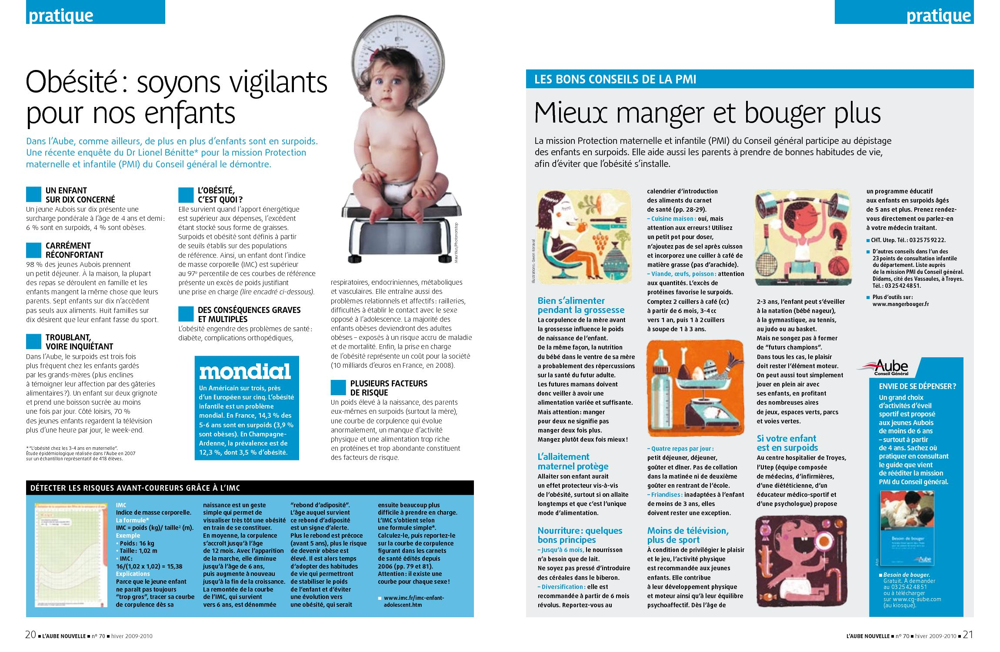 pratique
Obésité : soyons vigilants
pour nos enfants
Dans l’Aube, comme ailleurs, de plus en plus d’enfants sont en surpoids.
Une récente enquête du Dr Lionel Bénitte* pour la mission Protection
maternelle et infantile (PMI) du Conseil général le démontre.
UN ENFANT
SUR DIX CONCERNÉ
Un jeune Aubois sur dix présente une
surcharge pondérale à l’âge de 4 ans et demi :
6 % sont en surpoids, 4 % sont obèses.
CARRÉMENT
RÉCONFORTANT
98 % des jeunes Aubois prennent
un petit déjeuner. À la maison, la plupart
des repas se déroulent en famille et les
enfants mangent la même chose que leurs
parents. Sept enfants sur dix n’accèdent
pas seuls aux aliments. Huit familles sur
dix désirent que leur enfant fasse du sport.
TROUBLANT,
VOIRE INQUIÉTANT
Dans l’Aube, le surpoids est trois fois
plus fréquent chez les enfants gardés
par les grands-mères (plus enclines
à témoigner leur affection par des gâteries
alimentaires ?). Un enfant sur deux grignote
et prend une boisson sucrée au moins
une fois par jour. Côté loisirs, 70 %
des jeunes enfants regardent la télévision
plus d’une heure par jour, le week-end.
* “L’obésité chez les 3-4 ans en maternelle”.
Étude épidémiologique réalisée dans l’Aube en 2007
sur un échantillon représentatif de 418 élèves.
L’OBÉSITÉ,
C’EST QUOI ?
Elle survient quand l’apport énergétique
est supérieur aux dépenses, l’excédent
étant stocké sous forme de graisses.
Surpoids et obésité sont définis à partir
de seuils établis sur des populations
de référence. Ainsi, un enfant dont l’indice
de masse corporelle (IMC) est supérieur
au 97e percentile de ces courbes de référence
présente un excès de poids justifiant
une prise en charge (lire encadré ci-dessous).
DES CONSÉQUENCES GRAVES
ET MULTIPLES
L’obésité engendre des problèmes de santé :
diabète, complications orthopédiques,
mondial
Un Américain sur trois, près
d’un Européen sur cinq. L’obésité
infantile est un problème
mondial. En France, 14,3 % des
5-6 ans sont en surpoids (3,9 %
sont obèses). En Champagne-
Ardenne, la prévalence est de
12,3 %, dont 3,5 % d’obésité.
Mauritius/Photononstop
respiratoires, endocriniennes, métaboliques
et vasculaires. Elle entraîne aussi des
problèmes relationnels et affectifs : railleries,
difficultés à établir le contact avec le sexe
opposé à l’adolescence. La majorité des
enfants obèses deviendront des adultes
obèses – exposés à un risque accru de maladie
et de mortalité. Enfin, la prise en charge
de l’obésité représente un coût pour la société
(10 milliards d’euros en France, en 2008).
PLUSIEURS FACTEURS
DE RISQUE
Un poids élevé à la naissance, des parents
eux-mêmes en surpoids (surtout la mère),
une courbe de corpulence qui évolue
anormalement, un manque d’activité
physique et une alimentation trop riche
en protéines et trop abondante constituent
des facteurs de risque.
DÉTECTER LES RISQUES AVANT-COUREURS GRÂCE À L’IMC
IMC
Indice de masse corporelle.
La formule*
IMC = poids (kg)/ taille² (m).
Exemple
• Poids : 16 kg
• Taille : 1,02 m
• IMC :
16/(1,02 x 1,02) = 15,38
Explications
Parce que le jeune enfant
ne paraît pas toujours
“trop gros”, tracer sa courbe
de corpulence dès sa
naissance est un geste
simple qui permet de
visualiser très tôt une obésité
en train de se constituer.
En moyenne, la corpulence
s’accroît jusqu’à l’âge
de 12 mois. Avec l’apparition
de la marche, elle diminue
jusqu’à l’âge de 6 ans,
puis augmente à nouveau
jusqu’à la fin de la croissance.
La remontée de la courbe
de l’IMC, qui survient
vers 6 ans, est dénommée
“rebond d’adiposité”.
L’âge auquel survient
ce rebond d’adiposité
est un signe d’alerte.
Plus le rebond est précoce
(avant 5 ans), plus le risque
de devenir obèse est
élevé. Il est alors temps
d’adopter des habitudes
de vie qui permettront
de stabiliser le poids
de l’enfant et d’éviter
une évolution vers
une obésité, qui serait
ensuite beaucoup plus
difficile à prendre en charge.
L’IMC s’obtient selon
une formule simple*.
Calculez-le, puis reportez-le
sur la courbe de corpulence
figurant dans les carnets
de santé édités depuis
2006 (pp. 79 et 81).
Attention : il existe une
courbe pour chaque sexe !
■ www.imc.fr/imc-enfant-
adolescent.htm
20 ■ L’AUBE NOUVELLE ■ nº 70 ■ hiver 2009-2010
pratique
LES BONS CONSEILS DE LA PMI
Mieux manger et bouger plus
La mission Protection maternelle et infantile (PMI) du Conseil général participe au dépistage
des enfants en surpoids. Elle aide aussi les parents à prendre de bonnes habitudes de vie,
afin d’éviter que l’obésité s’installe.
Illustrations : Gwen Keraval
Bien s’alimenter
pendant la grossesse
La corpulence de la mère avant
la grossesse influence le poids
de naissance de l’enfant.
De la même façon, la nutrition
du bébé dans le ventre de sa mère
a probablement des répercussions
sur la santé du futur adulte.
Les futures mamans doivent
donc veiller à avoir une
alimentation variée et suffisante.
Mais attention : manger
pour deux ne signifie pas
manger deux fois plus.
Mangez plutôt deux fois mieux !
L’allaitement
maternel protège
Allaiter son enfant aurait
un effet protecteur vis-à-vis
de l’obésité, surtout si on allaite
longtemps et que c’est l’unique
mode d’alimentation.
Nourriture : quelques
bons principes
– Jusqu’à 6 mois, le nourrisson
n’a besoin que de lait.
Ne soyez pas pressé d’introduire
des céréales dans le biberon.
– Diversification : elle est
recommandée à partir de 6 mois
révolus. Reportez-vous au
calendrier d’introduction
des aliments du carnet
de santé (pp. 28-29).
– Cuisine maison : oui, mais
attention aux erreurs ! Utilisez
un petit pot pour doser,
n’ajoutez pas de sel après cuisson
et incorporez une cuiller à café de
matière grasse (pas d’arachide).
– Viande, œufs, poisson : attention
aux quantités. L’excès de
protéines favorise le surpoids.
Comptez 2 cuillers à café (cc)
à partir de 6 mois, 3-4 cc
vers 1 an, puis 1 à 2 cuillers
à soupe de 1 à 3 ans.
– Quatre repas par jour :
petit déjeuner, déjeuner,
goûter et dîner. Pas de collation
dans la matinée ni de deuxième
goûter en rentrant de l’école.
– Friandises : inadaptées à l’enfant
de moins de 3 ans, elles
doivent rester une exception.
Moins de télévision,
plus de sport
À condition de privilégier le plaisir
et le jeu, l’activité physique
est recommandée aux jeunes
enfants. Elle contribue
à leur développement physique
et moteur ainsi qu’à leur équilibre
psychoaffectif. Dès l’âge de
2-3 ans, l’enfant peut s’éveiller
à la natation (bébé nageur),
à la gymnastique, au tennis,
au judo ou au basket.
Mais ne songez pas à former
de “futurs champions”.
Dans tous les cas, le plaisir
doit rester l’élément moteur.
On peut aussi tout simplement
jouer en plein air avec
ses enfants, en profitant
des nombreuses aires
de jeux, espaces verts, parcs
et voies vertes.
Si votre enfant
est en surpoids
Au centre hospitalier de Troyes,
l’Utep (équipe composée
de médecins, d’infirmières,
d’une diététicienne, d’un
éducateur médico-sportif et
d’une psychologue) propose
un programme éducatif
aux enfants en surpoids âgés
de 5 ans et plus. Prenez rendez-
vous directement ou parlez-en
à votre médecin traitant.
■ CHT. Utep. Tél. : 03 25 75 92 22.
■ D’autres conseils dans l’un des
23 points de consultation infantile
du département. Liste auprès
de la mission PMI du Conseil général.
Didams, cité des Vassaules, à Troyes.
Tél. : 03 25 42 48 51.
■ Plus d’outils sur :
www.mangerbouger.fr
Aube
Conseil Général
ENVIE DE SE DÉPENSER ?
Un grand choix
d’activités d’éveil
sportif est proposé
aux jeunes Aubois
de moins de 6 ans
– surtout à partir
de 4 ans. Sachez où
pratiquer en consultant
le guide que vient
de rééditer la mission
PMI du Conseil général.
Besoin de bouger
Aube
Atys
■ Besoin de bouger.
Gratuit. À demander
au 03 25 42 48 51
ou à télécharger
sur www.cg-aube.com
(au kiosque).
L’AUBE NOUVELLE ■ nº 70 ■ hiver 2009-2010 ■ 21